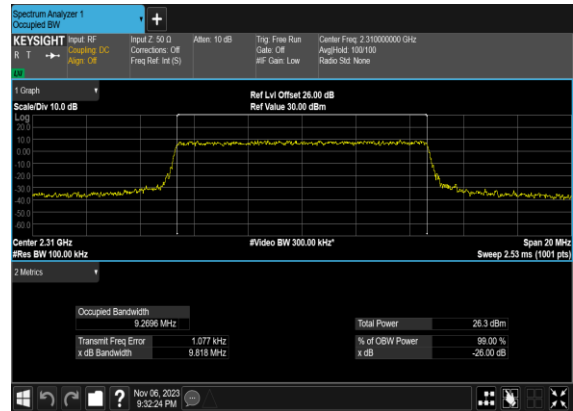 Spectrum Analyzer 1
Occupied BW
+
KEYSIGHT
R T
LU
Input: RF
Coupling: DC
Align: Off
Input Z: 50 Ω
Corrections: Off
Freq Ref: Int (S)
Atten: 10 dB
Trig: Free Run
Gate: Off
#IF Gain: Low
Center Freq: 2.310000000 GHz
Avg|Hold: 100/100
Radio Std: None
1 Graph
Scale/Div 10.0 dB
Ref Lvl Offset 26.00 dB
Ref Value 30.00 dBm
Log
20.0
10.0
0.00
-10.0
-20.0
-30.0
-40.0
-50.0
-60.0
Center 2.31 GHz
#Res BW 100.00 kHz
#Video BW 300.00 kHz*
Span 20 MHz
Sweep 2.53 ms (1001 pts)
2 Metrics
Occupied Bandwidth
9.2696 MHz
Transmit Freq Error 1.077 kHz
x dB Bandwidth 9.818 MHz
Total Power 26.3 dBm
% of OBW Power 99.00 %
x dB -26.00 dB
?
Nov 06, 2023
9:32:24 PM